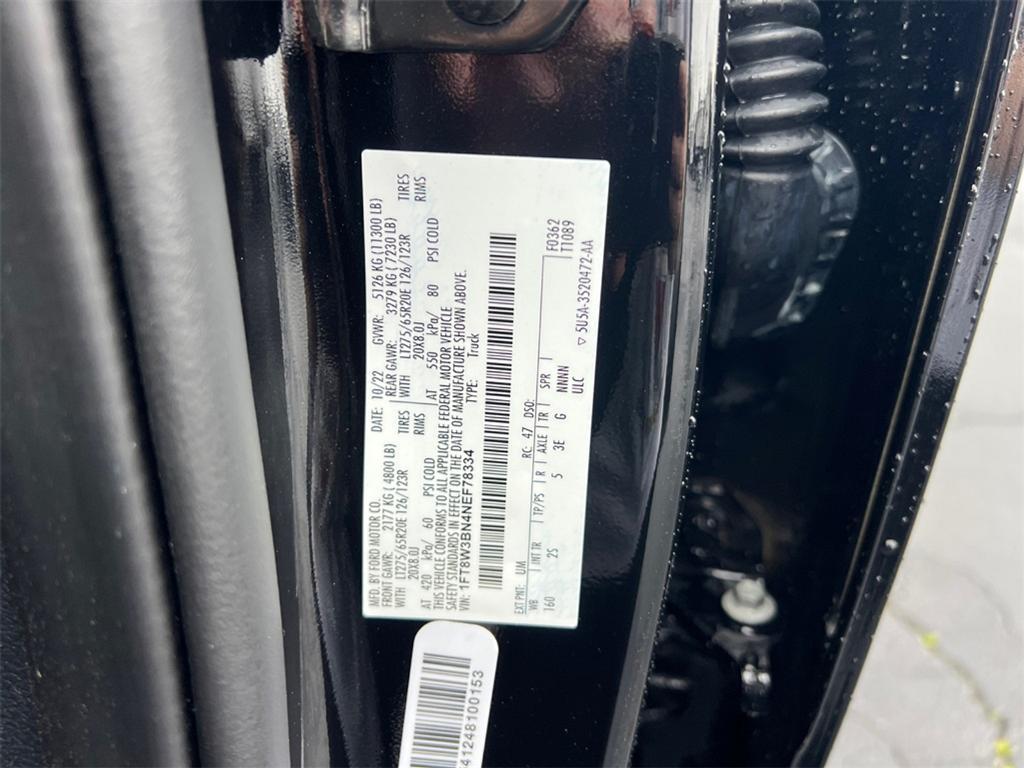 MFD. BY FORD MOTOR CO. DATE: 10/22 GVWR: 5126 KG (11300 LB)
FRONT GAWR: 2177 KG ( 4800 LB) REAR GAWR: 3279 KG ( 7230 LB)
WITH LT275/65R20E 126/123R TIRES WITH LT275/65R20E 126/123R TIRES
20X8.0J RIMS 20X8.0J RIMS
AT 420 kPa/ 60 PSI COLD AT 550 kPa/ 80 PSI COLD
THIS VEHICLE CONFORMS TO ALL APPLICABLE FEDERAL MOTOR VEHICLE
SAFETY STANDARDS IN EFFECT ON THE DATE OF MANUFACTURE SHOWN ABOVE.
VIN: 1FT8W3BN4NEF78334 TYPE: Truck
EXT PNT: UM RC: 47 DSO: F0362
WB INT TR TP/PS R AXLE TR SPR T1089
160 2S 5 3E G NNNN
ULC
▽ 5U5A-3520472-AA
41248100153